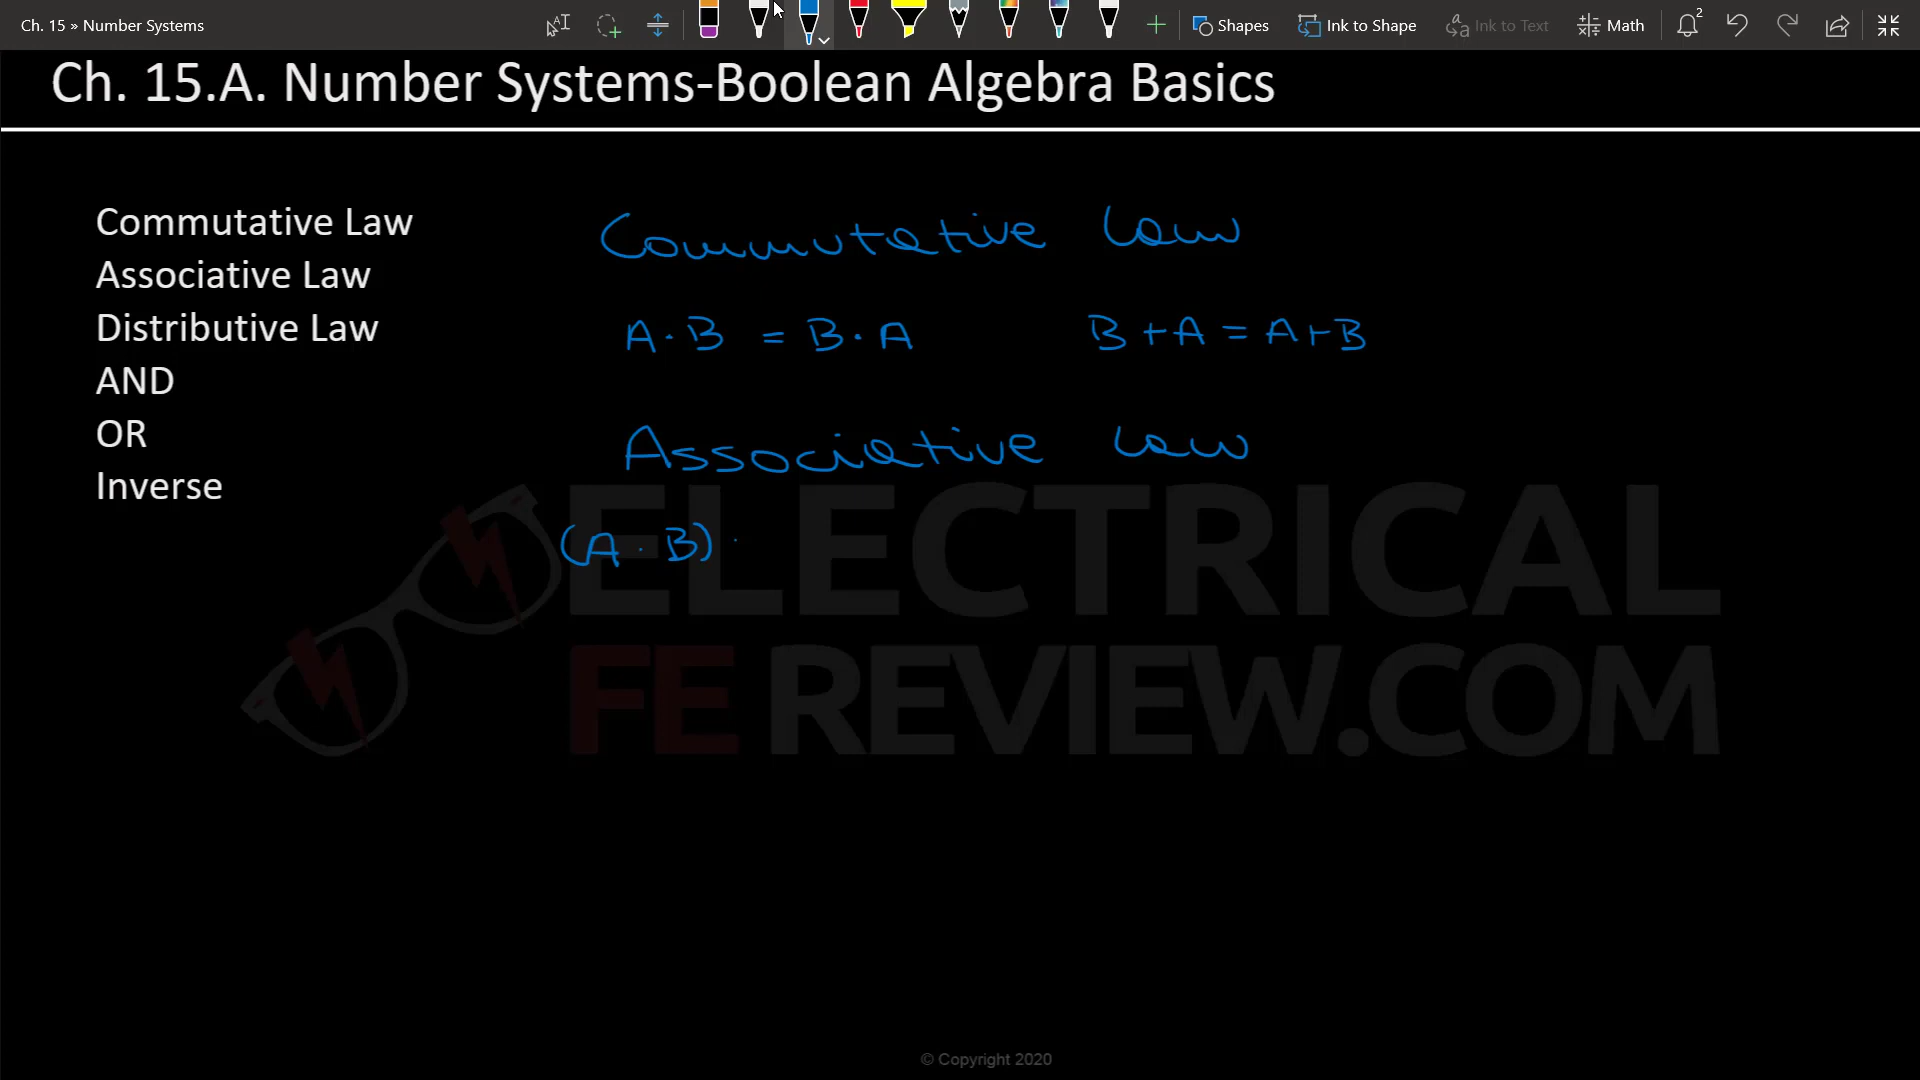 Ch. 15 » Number Systems
2
Shapes
Ink to Shape
Ink to Text
Math
Ch. 15.A. Number Systems-Boolean Algebra Basics
Commutative Law
Associative Law
Distributive Law
AND
OR
Inverse
Commutative Law
A · B = B · A
B + A = A + B
Associative Law
(A · B) ·
ELECTRICAL
FE REVIEW.COM
© Copyright 2020